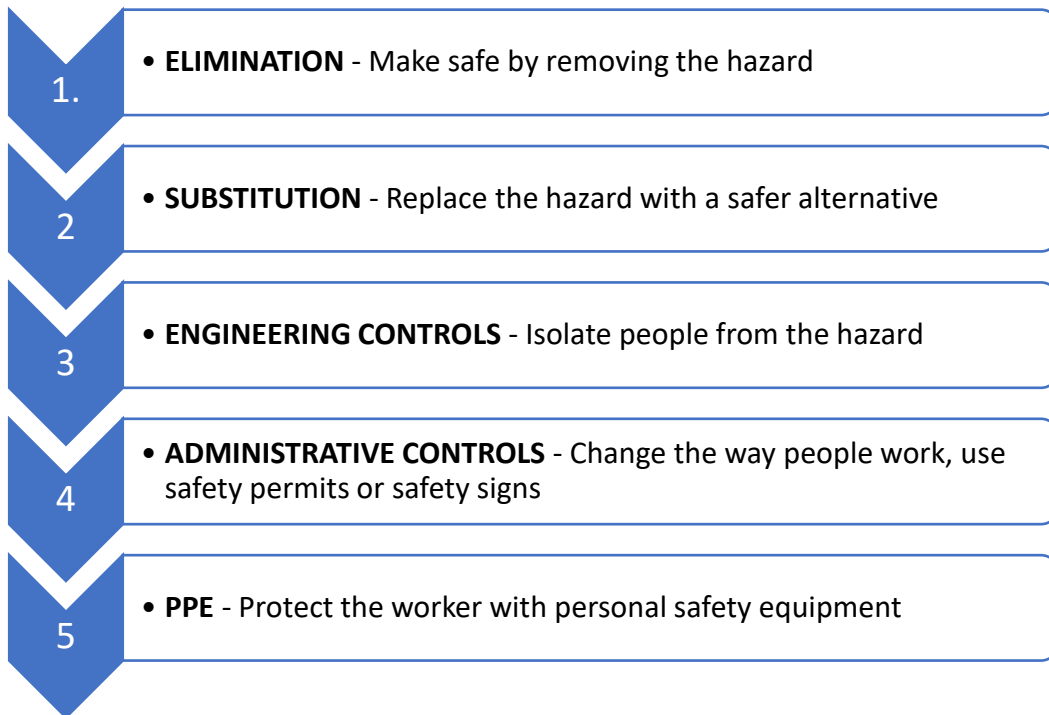 1.
• ELIMINATION - Make safe by removing the hazard
2
• SUBSTITUTION - Replace the hazard with a safer alternative
3
• ENGINEERING CONTROLS - Isolate people from the hazard
4
• ADMINISTRATIVE CONTROLS - Change the way people work, use
safety permits or safety signs
5
• PPE - Protect the worker with personal safety equipment